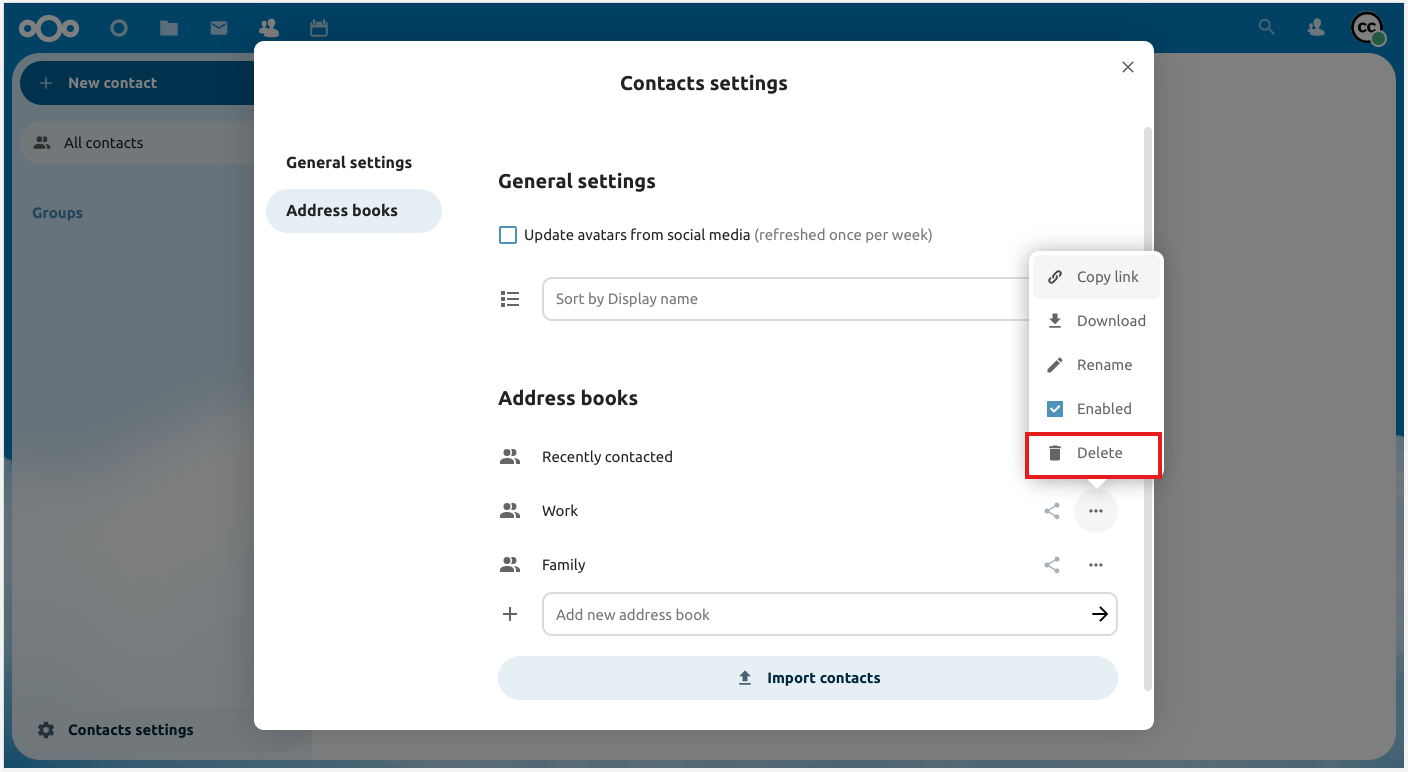 CC
New contact
All contacts
Groups
Contacts settings
Contacts settings
General settings
Address books
General settings
Update avatars from social media (refreshed once per week)
Sort by Display name
Address books
Recently contacted
Work
Family
Add new address book
Import contacts
Copy link
Download
Rename
Enabled
Delete